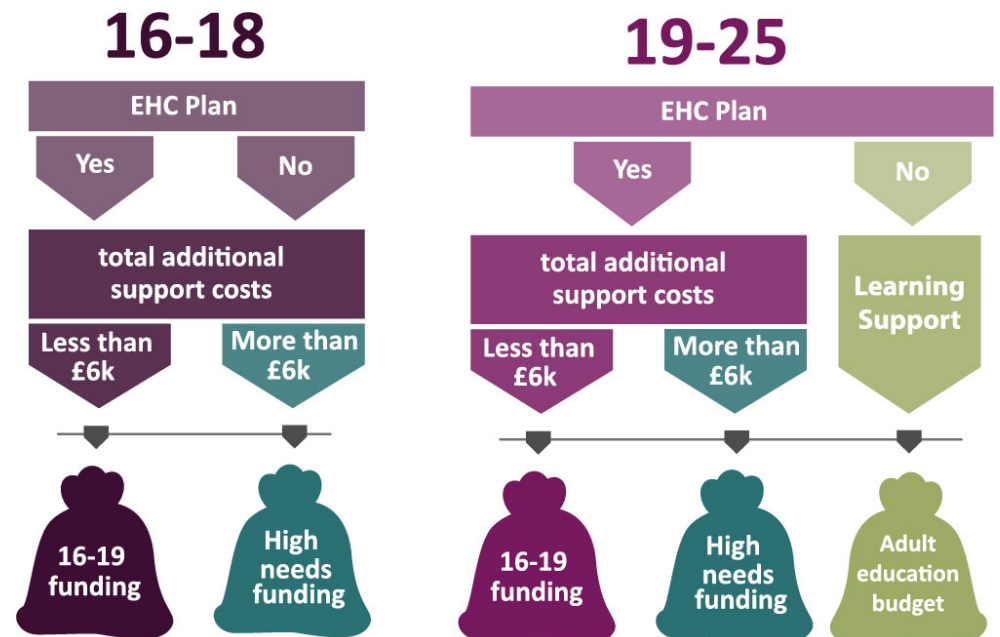 16-18
EHC Plan
Yes
No
total additional
support costs
Less than
£6k
More than
£6k
16-19
funding
High
needs
funding
19-25
EHC Plan
Yes
No
total additional
support costs
Learning
Support
Less than
£6k
More than
£6k
16-19
funding
High
needs
funding
Adult
education
budget